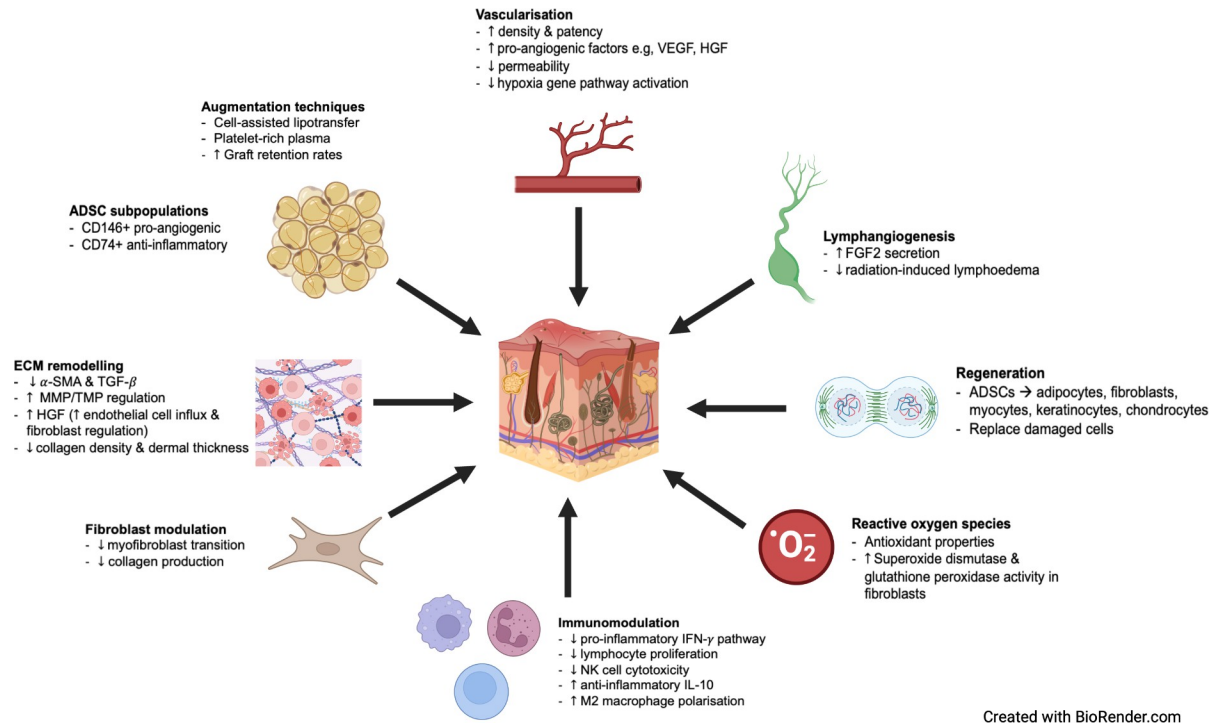 Vascularisation
- ↑ density & patency
- ↑ pro-angiogenic factors e.g, VEGF, HGF
- ↓ permeability
- ↓ hypoxia gene pathway activation
Augmentation techniques
- Cell-assisted lipotransfer
- Platelet-rich plasma
- ↑ Graft retention rates
ADSC subpopulations
- CD146+ pro-angiogenic
- CD74+ anti-inflammatory
Lymphangiogenesis
- ↑ FGF2 secretion
- ↓ radiation-induced lymphoedema
ECM remodelling
- ↓ α-SMA & TGF-β
- ↑ MMP/TMP regulation
- ↑ HGF (↑ endothelial cell influx &
fibroblast regulation)
- ↓ collagen density & dermal thickness
Regeneration
- ADSCs → adipocytes, fibroblasts,
myocytes, keratinocytes, chondrocytes
- Replace damaged cells
Fibroblast modulation
- ↓ myofibroblast transition
- ↓ collagen production
•O₂⁻
Reactive oxygen species
- Antioxidant properties
- ↑ Superoxide dismutase &
glutathione peroxidase activity in
fibroblasts
Immunomodulation
- ↓ pro-inflammatory IFN-γ pathway
- ↓ lymphocyte proliferation
- ↓ NK cell cytotoxicity
- ↑ anti-inflammatory IL-10
- ↑ M2 macrophage polarisation
Created with BioRender.com